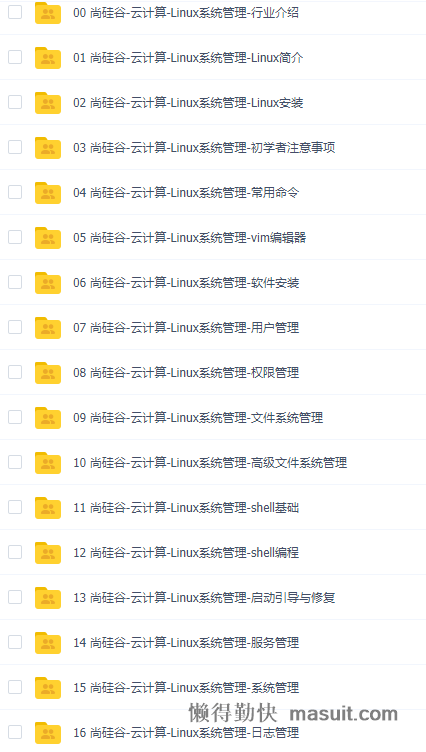 00 尚硅谷-云计算-Linux系统管理-行业介绍
01 尚硅谷-云计算-Linux系统管理-Linux简介
02 尚硅谷-云计算-Linux系统管理-Linux安装
03 尚硅谷-云计算-Linux系统管理-初学者注意事项
04 尚硅谷-云计算-Linux系统管理-常用命令
05 尚硅谷-云计算-Linux系统管理-vim编辑器
06 尚硅谷-云计算-Linux系统管理-软件安装
07 尚硅谷-云计算-Linux系统管理-用户管理
08 尚硅谷-云计算-Linux系统管理-权限管理
09 尚硅谷-云计算-Linux系统管理-文件系统管理
10 尚硅谷-云计算-Linux系统管理-高级文件系统管理
11 尚硅谷-云计算-Linux系统管理-shell基础
12 尚硅谷-云计算-Linux系统管理-shell编程
13 尚硅谷-云计算-Linux系统管理-启动引导与修复
14 尚硅谷-云计算-Linux系统管理-服务管理
15 尚硅谷-云计算-Linux系统管理-系统管理
懒得勤快 masuit.com
16 尚硅谷-云计算-Linux系统管理-日志管理